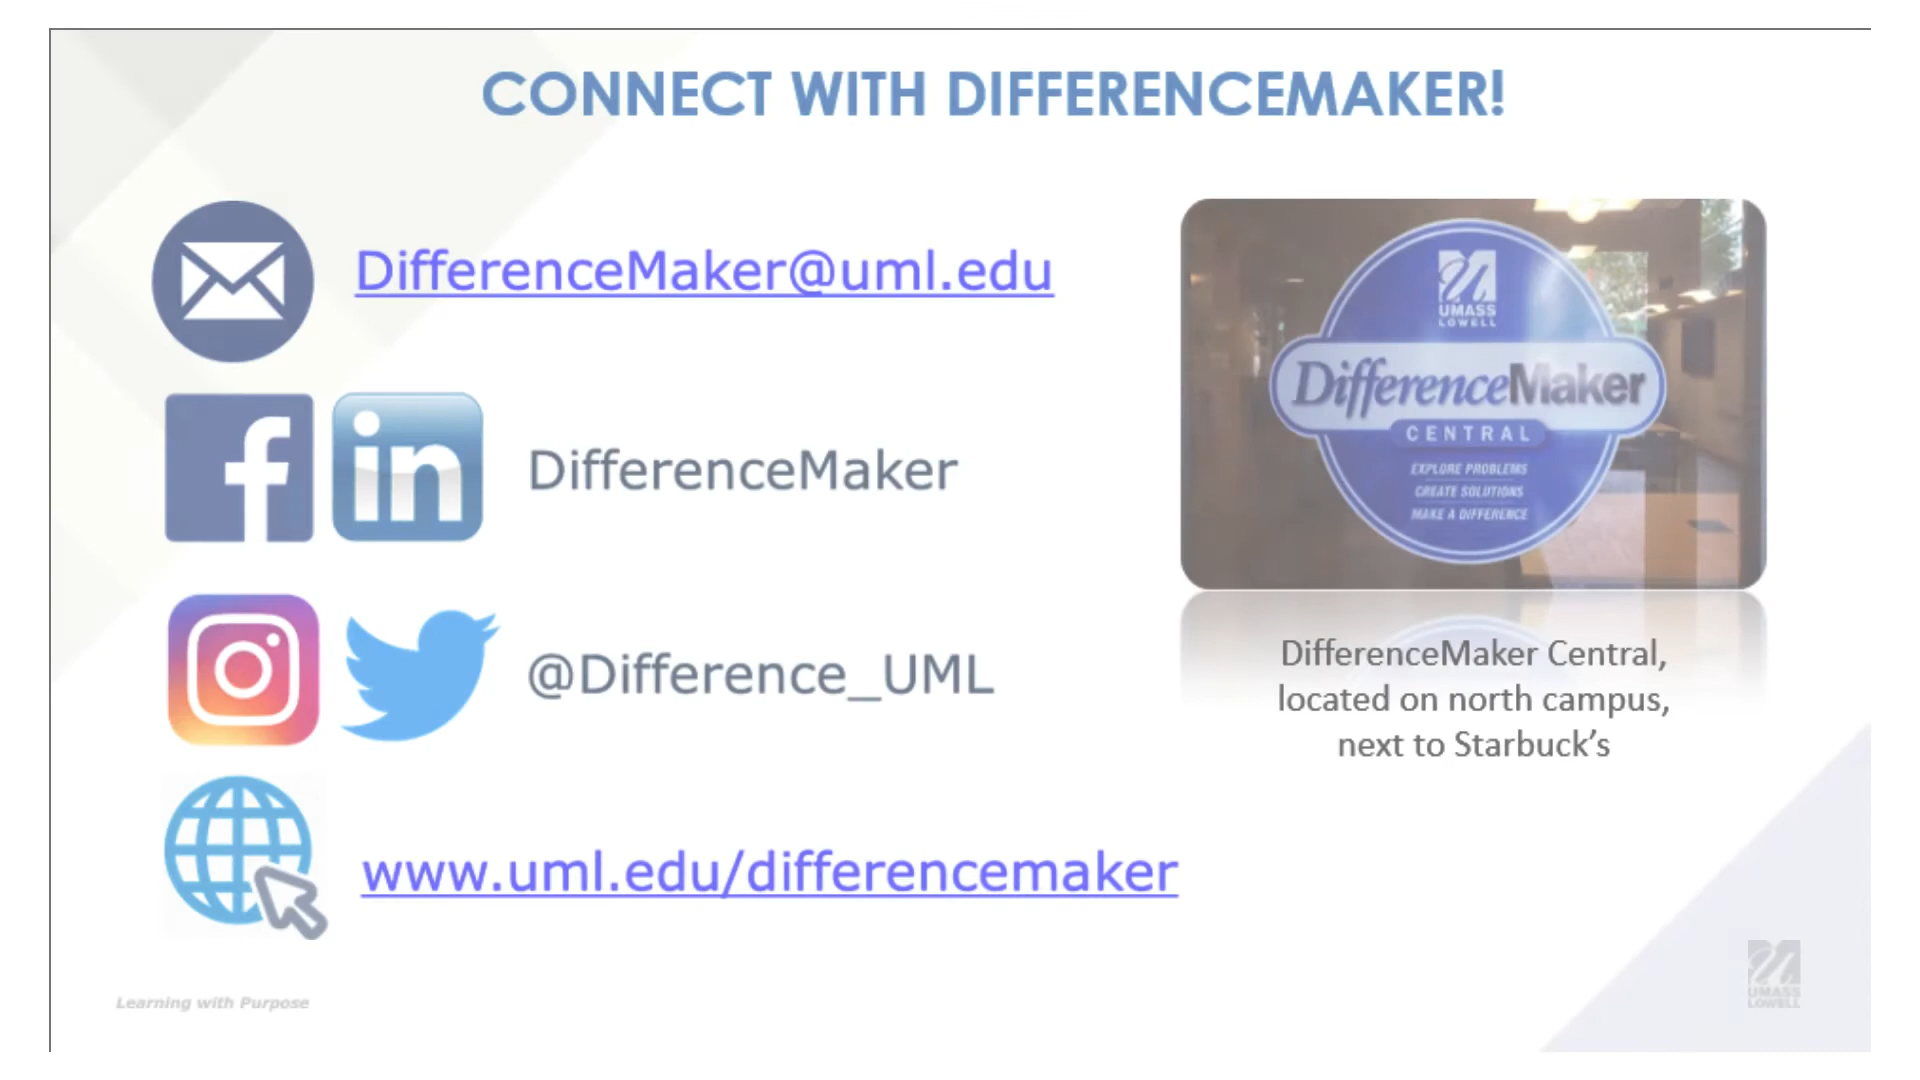 CONNECT WITH DIFFERENCEMAKER!
DifferenceMaker@uml.edu
DifferenceMaker
@Difference_UML
www.uml.edu/differencemaker
UMASS
LOWELL
DifferenceMaker
CENTRAL
EXPLORE PROBLEMS
CREATE SOLUTIONS
MAKE A DIFFERENCE
DifferenceMaker Central,
located on north campus,
next to Starbuck’s
Learning with Purpose
UMASS
LOWELL